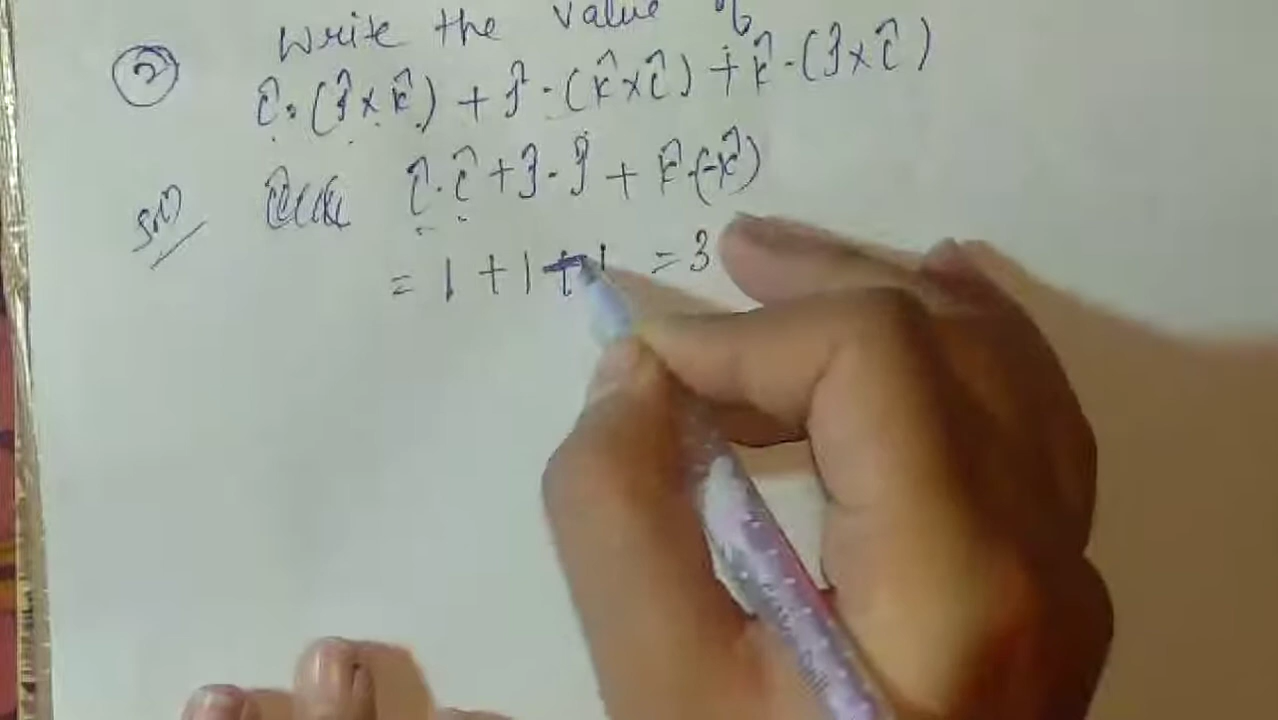 Write the value of
② î·(ĵ×k̂) + ĵ·(k̂×î) + k̂·(ĵ×î)
Sol) î·î + ĵ·ĵ + k̂·(-k̂)
= 1 + 1 + 1 = 3